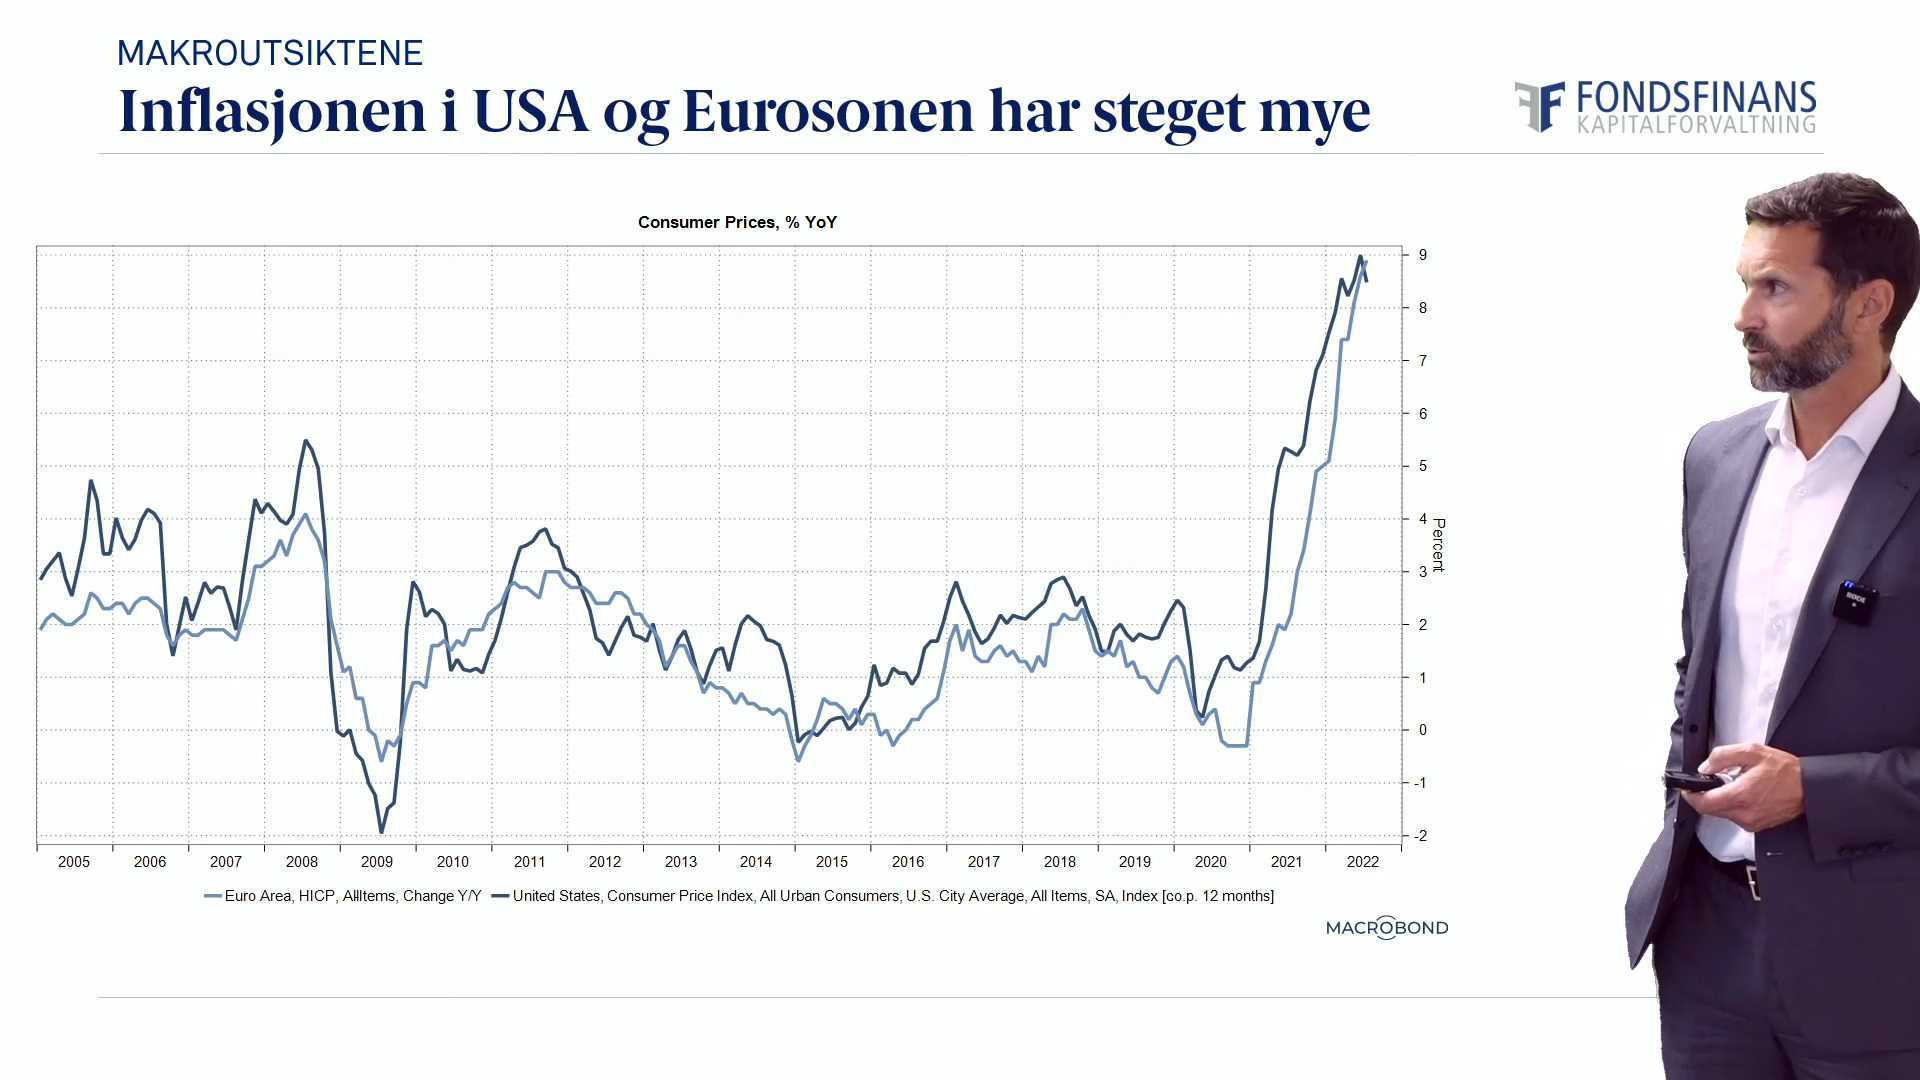 MAKROUTSIKTENE
Inflasjonen i USA og Eurosonen har steget mye
FONDSFINANS
KAPITALFORVALTNING
Consumer Prices, % YoY
9
8
7
6
5
4
3
2
1
0
-1
-2
Percent
RØDE
2005 2006 2007 2008 2009 2010 2011 2012 2013 2014 2015 2016 2017 2018 2019 2020 2021 2022
Euro Area, HICP, All-Items, Change Y/Y United States, Consumer Price Index, All Urban Consumers, U.S. City Average, All Items, SA, Index [co.p. 12 months]
MACROBOND